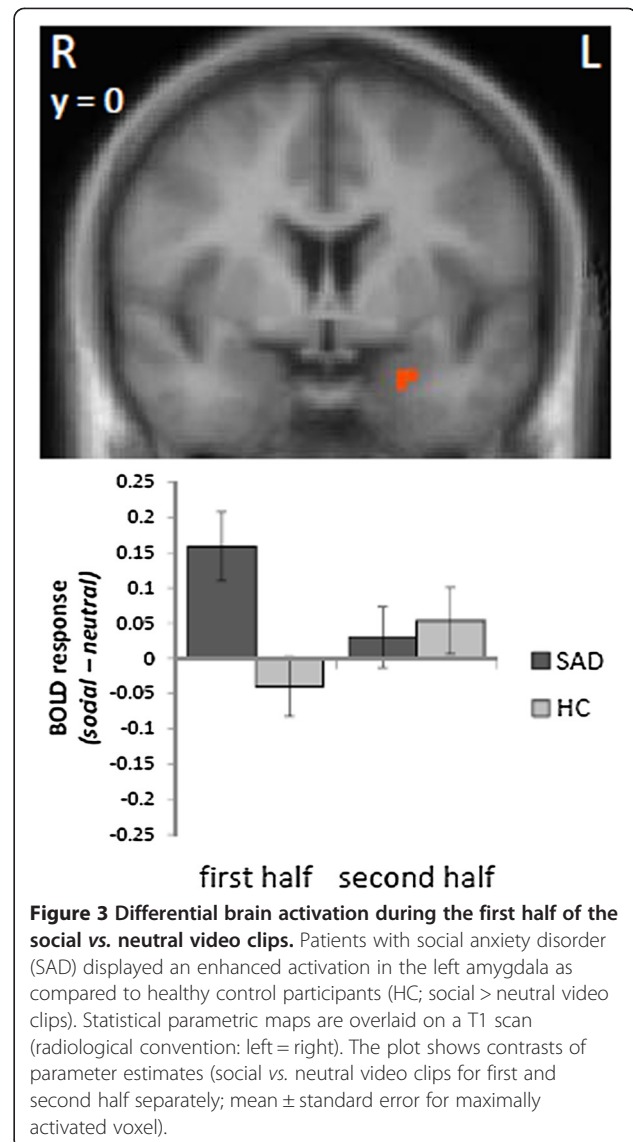 R L
y = 0
0.25
0.2
0.15
0.1
0.05
0
-0.05
-0.1
-0.15
-0.2
-0.25
BOLD response
(social – neutral)
SAD
HC
first half second half
Figure 3 Differential brain activation during the first half of the
social vs. neutral video clips. Patients with social anxiety disorder
(SAD) displayed an enhanced activation in the left amygdala as
compared to healthy control participants (HC; social > neutral video
clips). Statistical parametric maps are overlaid on a T1 scan
(radiological convention: left = right). The plot shows contrasts of
parameter estimates (social vs. neutral video clips for first and
second half separately; mean ± standard error for maximally
activated voxel).